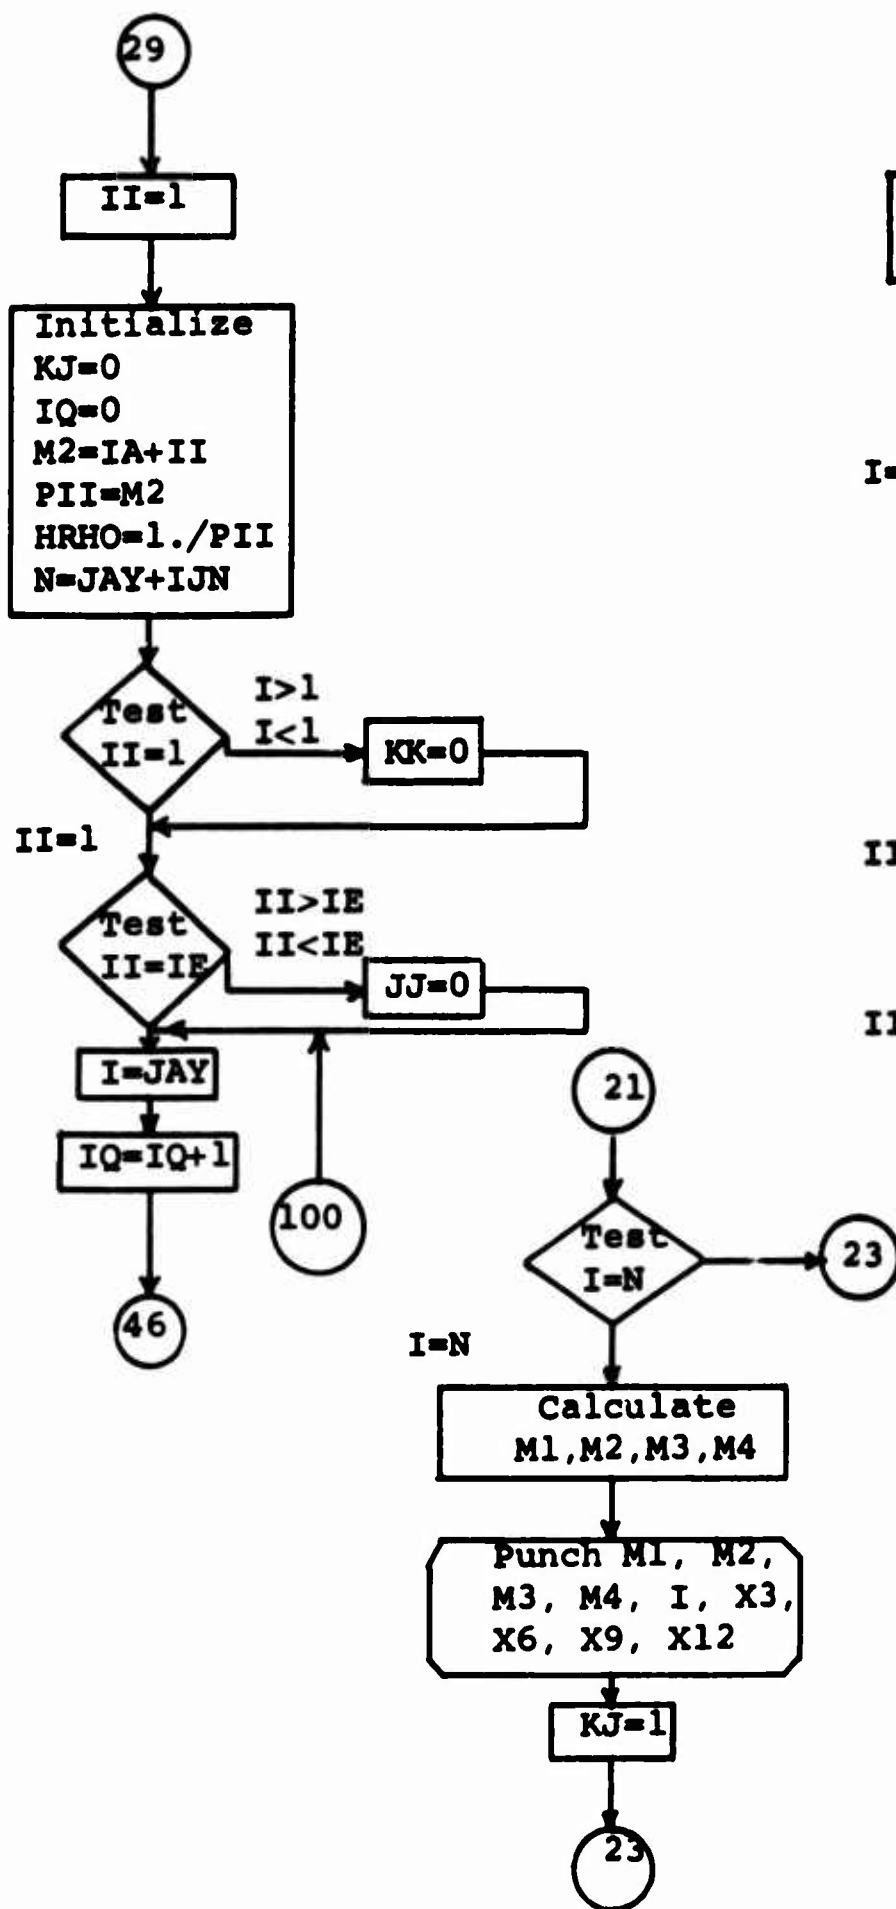 29
II=1
Initialize
KJ=0
IQ=0
M2=IA+II
PII=M2
HRHO=1./PII
N=JAY+IJN
Test
II=1
I>1
I<1
KK=0
II=1
Test
II=IE
II>IE
II<IE
JJ=0
I=JAY
IQ=IQ+1
100
46
21
Test
I=N
23
I=N
Calculate
M1,M2,M3,M4
Punch M1, M2,
M3, M4, I, X3,
X6, X9, X12
KJ=1
23
I=
II
II